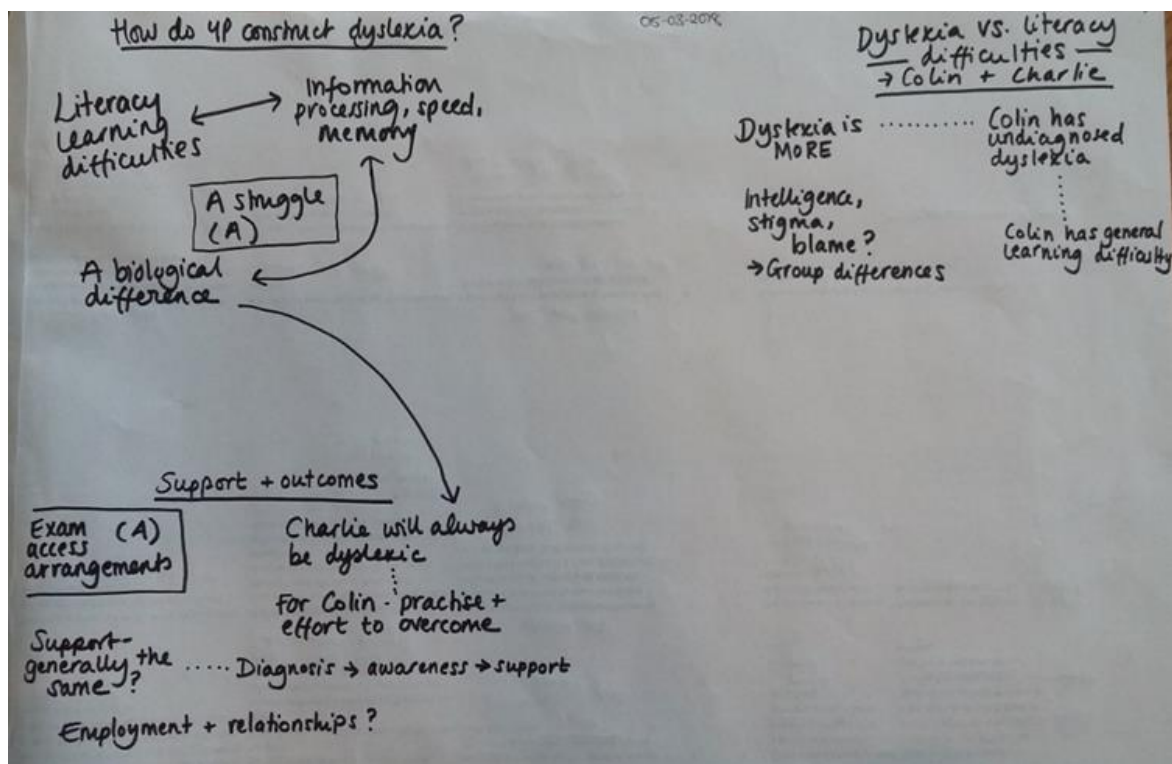 How do YP construct dyslexia?
05-03-2018
Literacy
learning
difficulties
Information
processing, speed,
memory
A struggle
(A)
A biological
difference
Dyslexia vs. literacy
difficulties
→ Colin + Charlie
Dyslexia is
MORE
Colin has
undiagnosed
dyslexia
Intelligence,
stigma,
blame?
→ Group differences
Colin has general
learning difficulty
Support + outcomes
Exam (A)
access
arrangements
Charlie will always
be dyslexic
For Colin - practise +
effort to overcome
Support -
generally the
same?
Diagnosis → awareness → support
Employment + relationships?